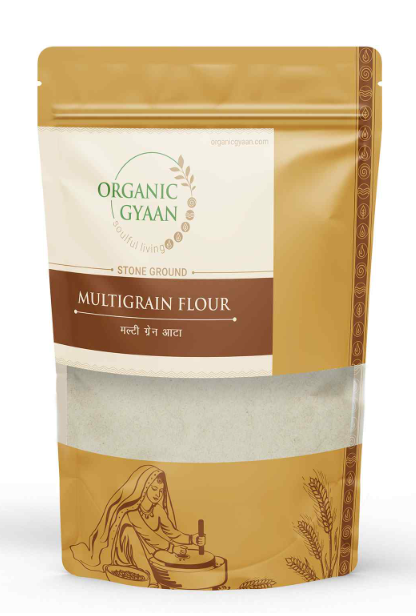 organicgyaan.com
ORGANIC
GYAAN
soulful living
STONE GROUND
MULTIGRAIN FLOUR
मल्टी ग्रेन आटा